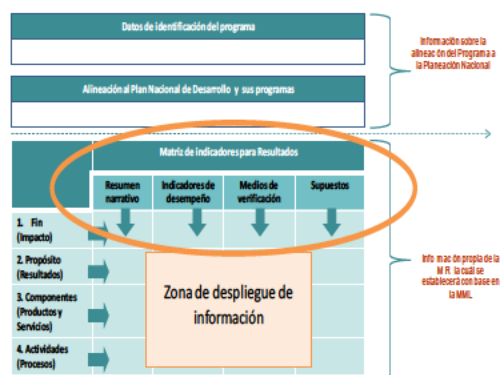 Datos de identificación del programa
Información sobre la
alineación del Programa a
la Planeación Nacional
Alineación al Plan Nacional de Desarrollo y sus programas
Matriz de indicadores para Resultados
Resumen
narrativo
Indicadores de
desempeño
Medios de
verificación
Supuestos
1. Fin
(Impacto)
2. Propósito
(Resultados)
3. Componentes
(Productos y
Servicios)
4. Actividades
(Procesos)
Zona de despliegue de
información
Información propia de la
MIR la cuál se
establecerá con base en
la MML